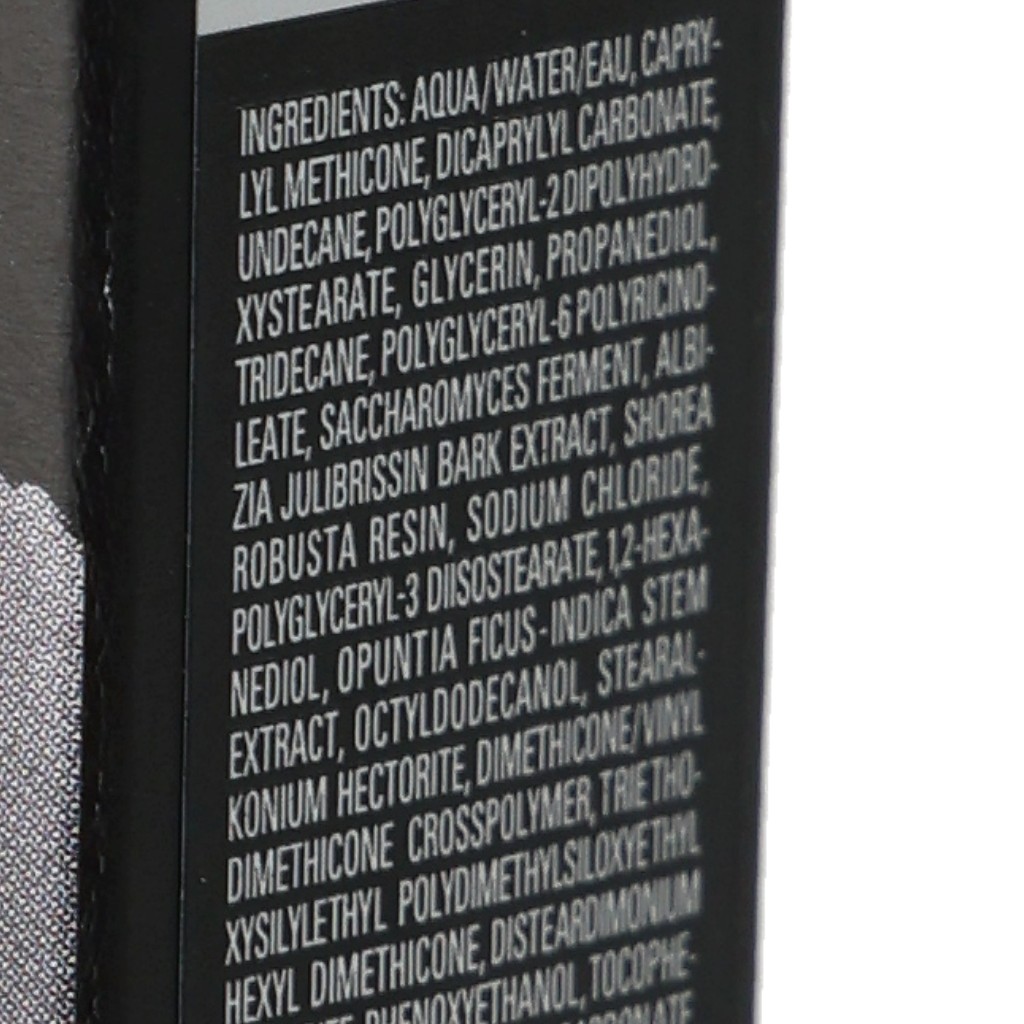 INGREDIENTS: AQUA/WATER/EAU, CAPRY-
LYL METHICONE, DICAPRYLYL CARBONATE,
UNDECANE, POLYGLYCERYL-2 DIPOLYHYDRO-
XYSTEARATE, GLYCERIN, PROPANEDIOL,
TRIDECANE, POLYGLYCERYL-6 POLYRICINO-
LEATE, SACCHAROMYCES FERMENT, ALBI-
ZIA JULIBRISSIN BARK EXTRACT, SHOREA
ROBUSTA RESIN, SODIUM CHLORIDE,
POLYGLYCERYL-3 DIISOSTEARATE, 1,2-HEXA-
NEDIOL, OPUNTIA FICUS-INDICA STEM
EXTRACT, OCTYLDODECANOL, STEARAL-
KONIUM HECTORITE, DIMETHICONE/VINYL
DIMETHICONE CROSSPOLYMER, TRIETHO-
XYSILYLETHYL POLYDIMETHYLSILOXYETHYL
HEXYL DIMETHICONE, DISTEARDIMONIUM
PHENOXYETHANOL, TOCOPHE-